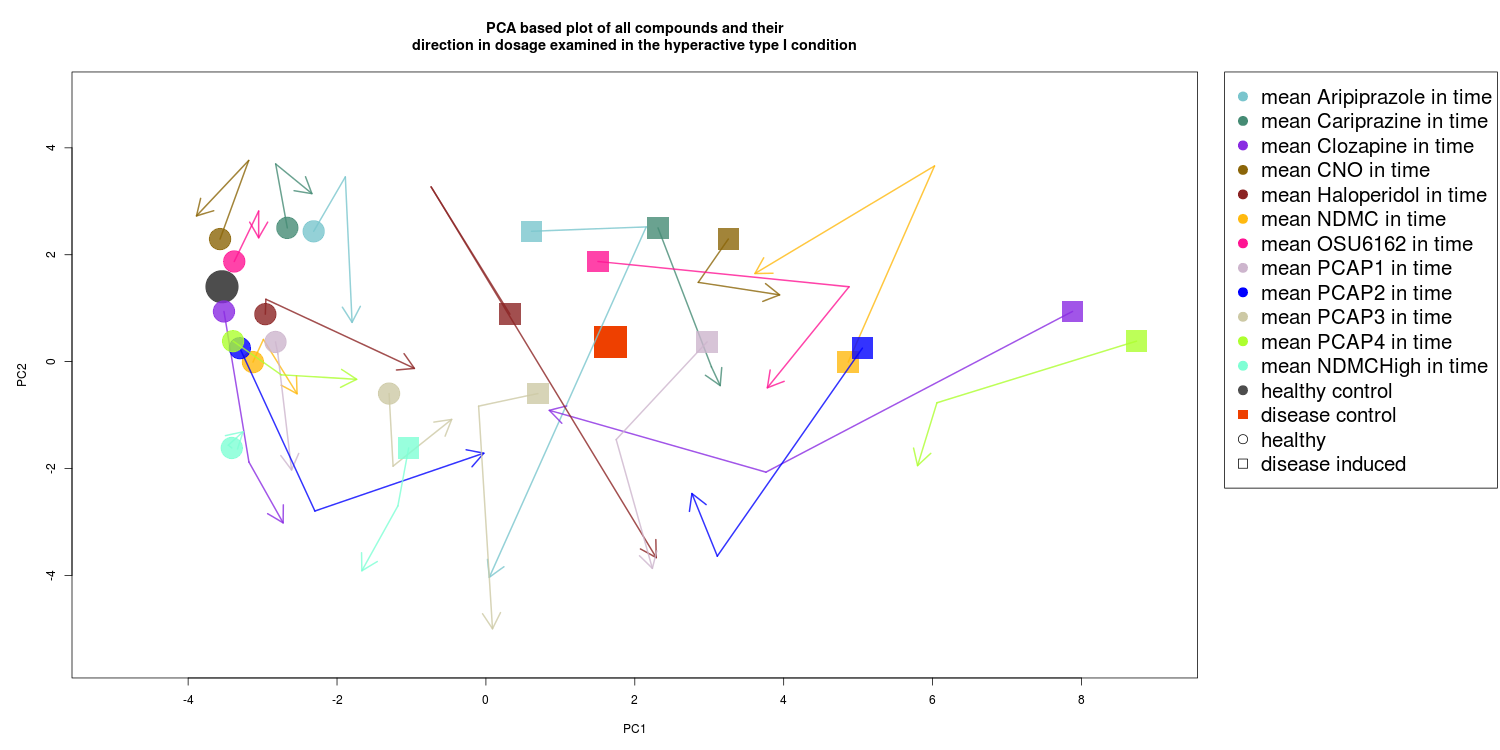 PCA based plot of all compounds and their
direction in dosage examined in the hyperactive type I condition
mean Aripiprazole in time
mean Cariprazine in time
mean Clozapine in time
mean CNO in time
mean Haloperidol in time
mean NDMC in time
mean OSU6162 in time
mean PCAP1 in time
mean PCAP2 in time
mean PCAP3 in time
mean PCAP4 in time
mean NDMCHigh in time
healthy control
disease control
healthy
disease induced
PC2
4
2
0
-2
-4
-4 -2 0 2 4 6 8
PC1